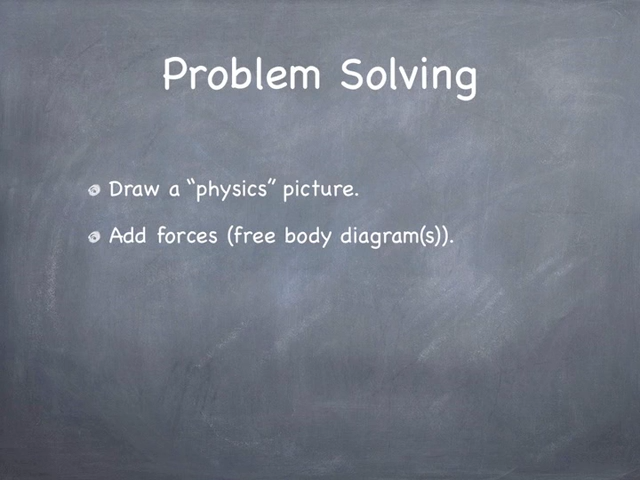 Problem Solving
Draw a “physics” picture.
Add forces (free body diagram(s)).